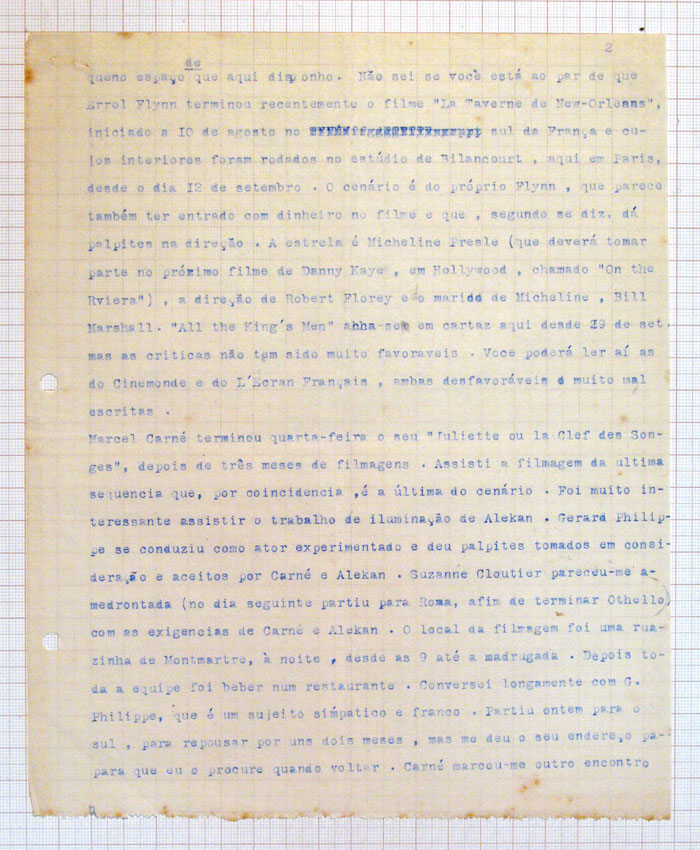 2
de
queno espaço que aqui disponho. Não sei se você está ao par de que
Errol Flynn terminou recentemente o filme "La Taverne de New-Orleans",
iniciado a 10 de agosto no sul da França e cu-
jos interiores foram rodados no estúdio de Bilancourt , aqui em Paris,
desde o dia 12 de setembro . O cenário é do próprio Flynn , que parece
também ter entrado com dinheiro no filme e que , segundo se diz, dá
palpites na direção . A estrela é Micheline Presle (que deverá tomar
parte no próximo filme de Danny Kaye , em Hollywood , chamado "On the
Rviera") , a direção de Robert Florey e o marido de Micheline , Bill
Marshall. "All the King´s Men" ahha-se em cartaz aqui desde 29 de set.
mas as criticas não tem sido muito favoraveis . Voce poderá ler aí as
do Cinemonde e do L´Ecran Français , ambas desfavoráveis e muito mal
escritas .
Marcel Carné terminou quarta-feira o seu "Juliette ou la Clef des Son-
ges", depois de três meses de filmagens . Assisti a filmagem da ultima
sequencia que, por coincidencia ,é a última do cenário . Foi muito in-
teressante assistir o trabalho de iluminação de Alekan . Gerard Philip-
pe se conduziu como ator experimentado e deu palpites tomados em consi-
deração e aceitos por Carné e Alekan . Suzanne Cloutier pareceu-me a-
medrontada (no dia seguinte partiu para Roma, afim de terminar Othello)
com as exigencias de Carné e Alekan . O local da filmagem foi uma rua-
zinha de Montmartre, à noite , desde as 9 até a madrugada . Depois to-
da a equipe foi beber num restaurante . Conversei longamente com G.
Philippe, que é um sujeito simpatico e franco . Partiu ontem para o
sul , para repousar por uns dois meses , mas me deu o seu endereço pa-
para que eu o procure quando voltar . Carné marcou-me outro encontro